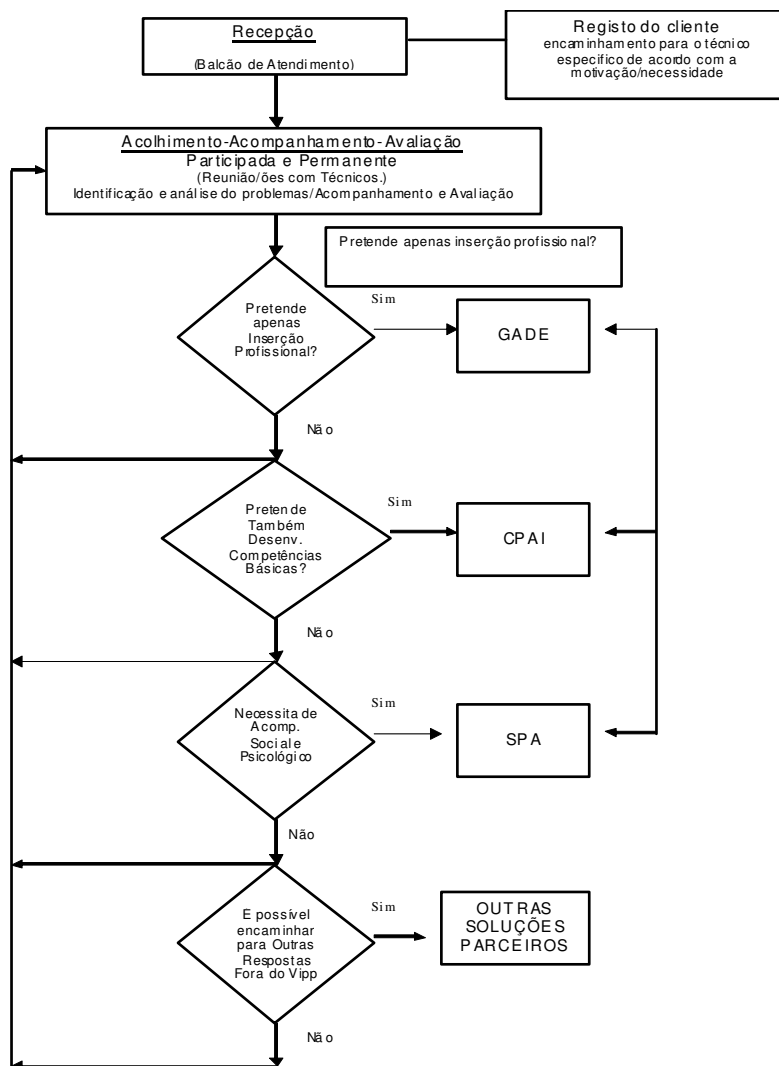 Recepção
(Balcão de Atendimento)
Registo do cliente
encaminhamento para o técnico
especifico de acordo com a
motivação/necessidade
Acolhimento-Acompanhamento-Avaliação
Participada e Permanente
(Reunião/ões com Técnicos.)
Identificação e análise do problemas/Acompanhamento e Avaliação
Pretende apenas inserção profissional?
Pretende
apenas
Inserção
Profissional?
Sim
GADE
Não
Pretende
Também
Desenv.
Competências
Básicas?
Sim
CPAI
Não
Necessita de
Acomp.
Social e
Psicológico
Sim
SPA
Não
E possível
encaminhar
para Outras
Respostas
Fora do Vipp
Sim
OUTRAS
SOLUÇÕES
PARCEIROS
Não